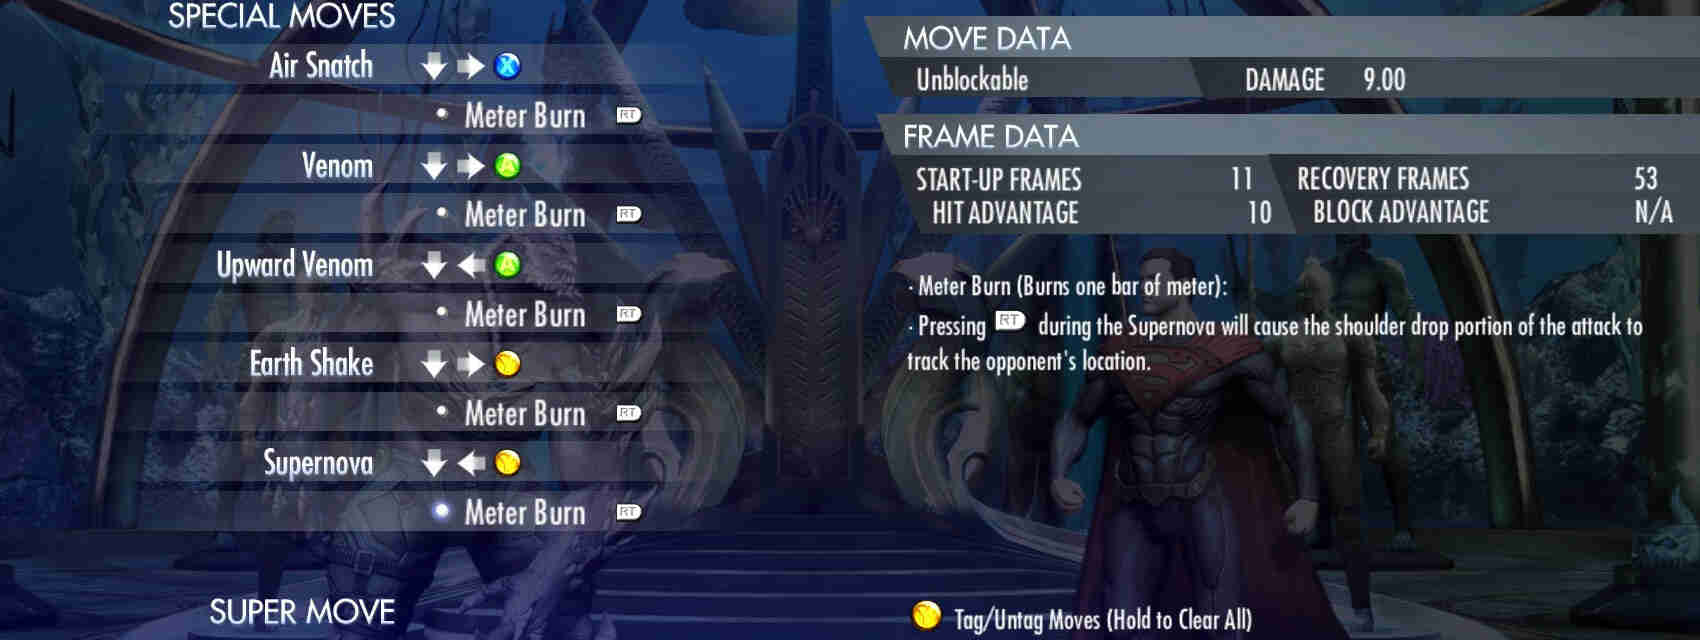 SPECIAL MOVES
Air Snatch X
Meter Burn RT
Venom A
Meter Burn RT
Upward Venom A
Meter Burn RT
Earth Shake Y
Meter Burn RT
Supernova Y
Meter Burn RT
SUPER MOVE
MOVE DATA
Unblockable DAMAGE 9.00
FRAME DATA
START-UP FRAMES 11 RECOVERY FRAMES 53
HIT ADVANTAGE 10 BLOCK ADVANTAGE N/A
· Meter Burn (Burns one bar of meter):
· Pressing RT during the Supernova will cause the shoulder drop portion of the attack to
track the opponent's location.
Y Tag/Untag Moves (Hold to Clear All)